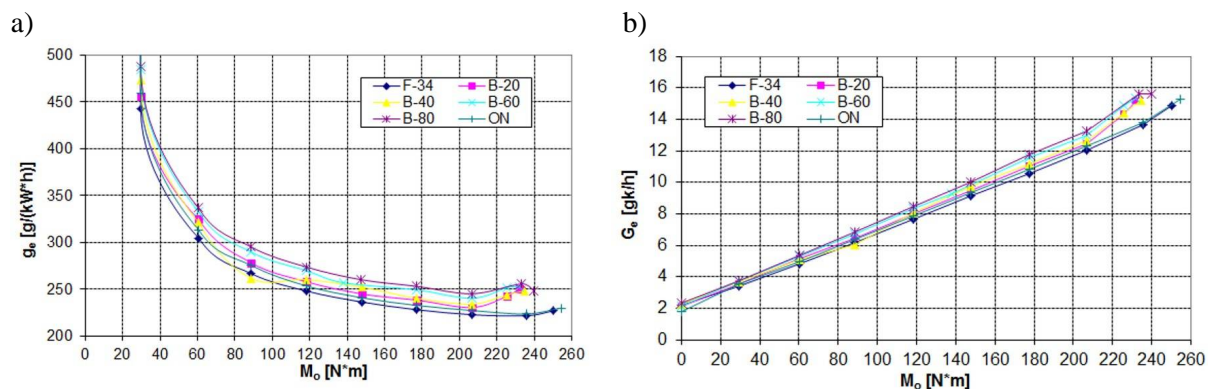 a)
500
450
400
350
300
250
200
gₑ [g/(kW*h)]
F-34 B-20
B-40 B-60
B-80 ON
0 20 40 60 80 100 120 140 160 180 200 220 240 260
Mₒ [N*m]
b)
18
16
14
12
10
8
6
4
2
0
Gₑ [gk/h]
F-34 B-20
B-40 B-60
B-80 ON
0 20 40 60 80 100 120 140 160 180 200 220 240 260
Mₒ [N*m]